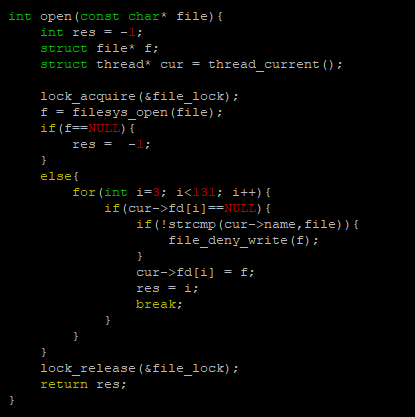 int open(const char* file){
    int res = -1;
    struct file* f;
    struct thread* cur = thread_current();

    lock_acquire(&file_lock);
    f = filesys_open(file);
    if(f==NULL){
        res =  -1;
    }
    else{
        for(int i=3; i<131; i++){
            if(cur->fd[i]==NULL){
                if(!strcmp(cur->name,file)){
                    file_deny_write(f);
                }
                cur->fd[i] = f;
                res = i;
                break;
            }
        }
    }
    lock_release(&file_lock);
    return res;
}